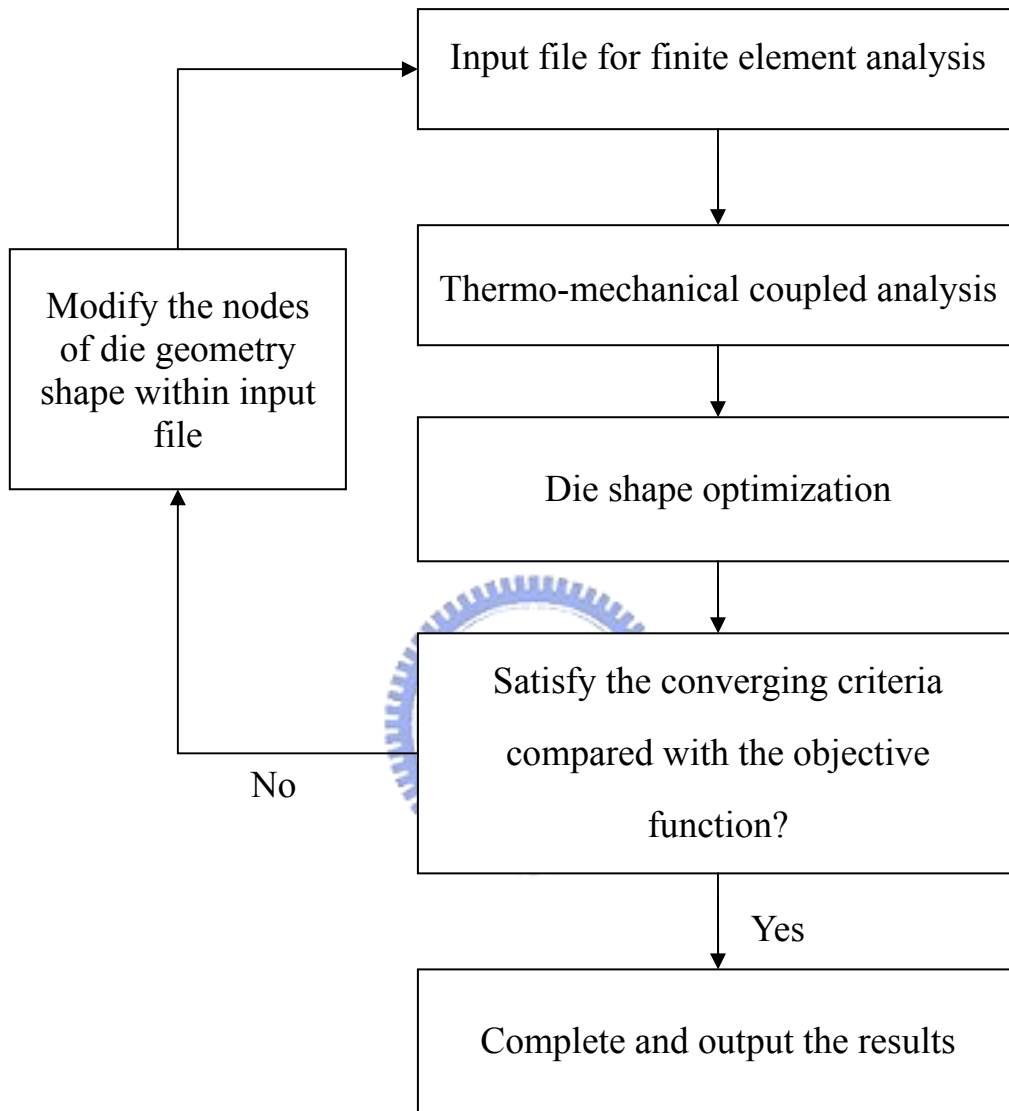 Input file for finite element analysis
Thermo-mechanical coupled analysis
Modify the nodes
of die geometry
shape within input
file
Die shape optimization
Satisfy the converging criteria
compared with the objective
function?
No
Yes
Complete and output the results